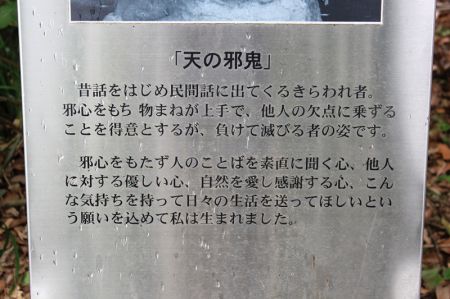 「天の邪鬼」
昔話をはじめ民間話に出てくるきらわれ者。
邪心をもち 物まねが上手で、他人の欠点に乗ずる
ことを得意とするが、負けて滅びる者の姿です。
邪心をもたず人のことばを素直に聞く心、他人
に対する優しい心、自然を愛し感謝する心、こん
な気持ちを持って日々の生活を送ってほしいとい
う願いを込めて私は生まれました。